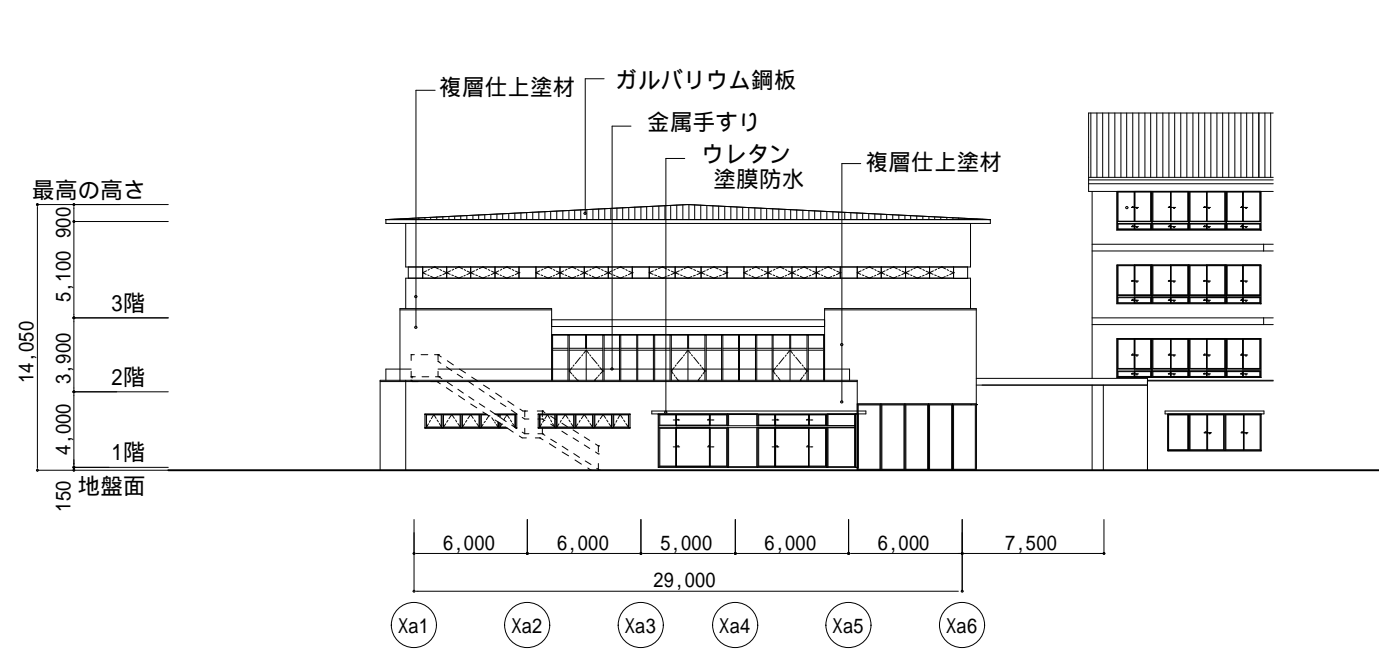 複層仕上塗材
ガルバリウム鋼板
金属手すり
ウレタン
塗膜防水
複層仕上塗材
最高の高さ
900
5,100
3階
14,050
3,900
2階
4,000
1階
150
地盤面
6,000
6,000
5,000
6,000
6,000
7,500
29,000
Xa1
Xa2
Xa3
Xa4
Xa5
Xa6